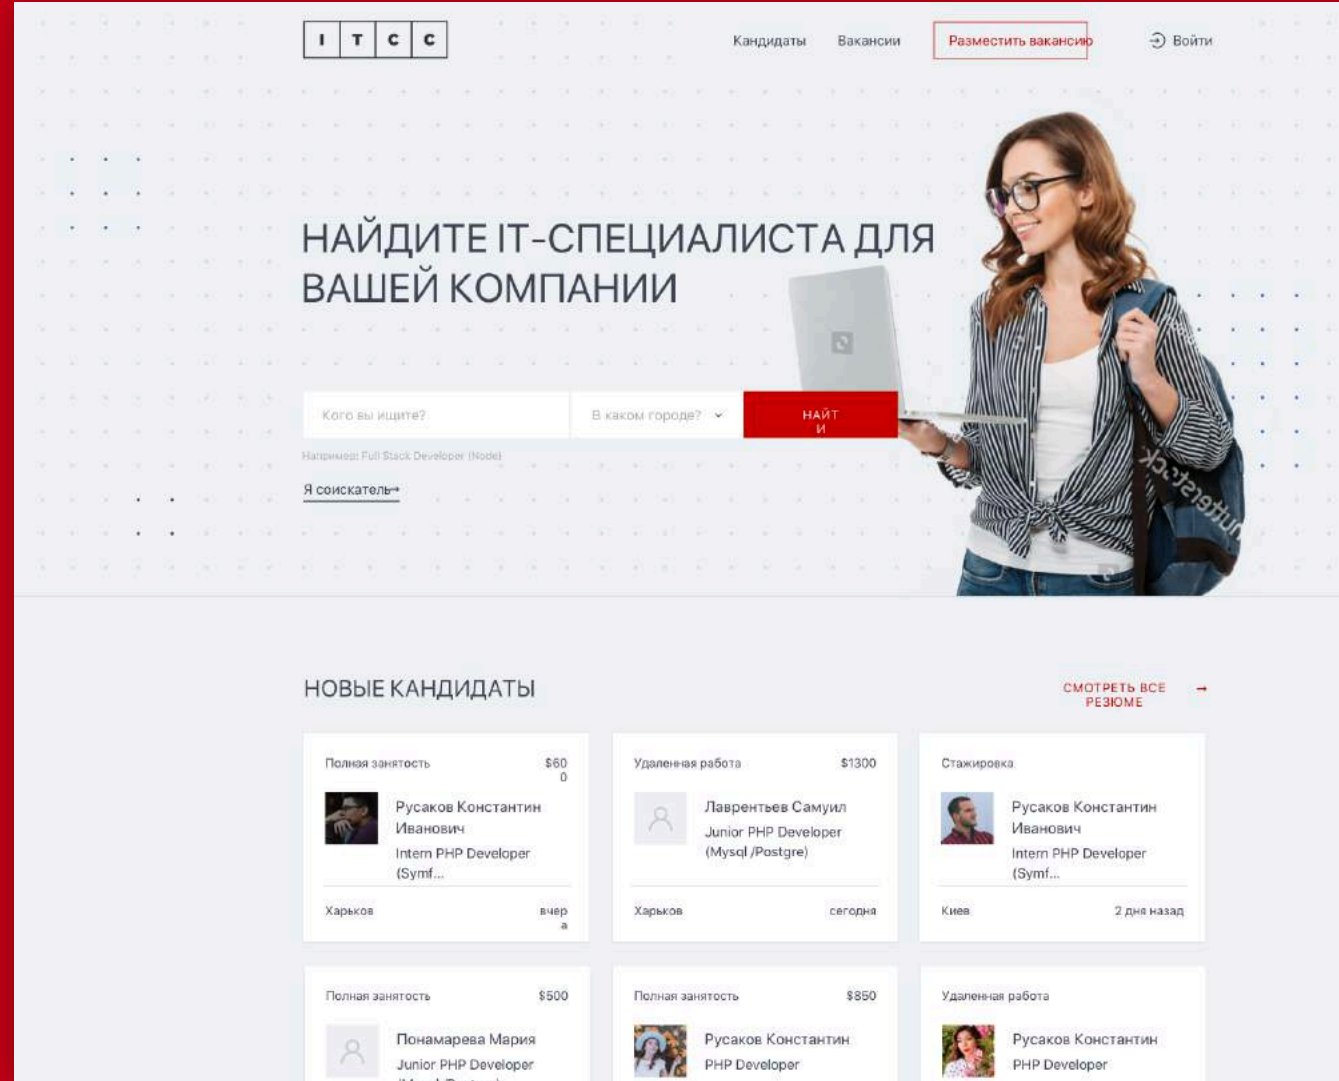 I T C C
Кандидаты
Вакансии
Разместить вакансию
Войти
НАЙДИТЕ IT-СПЕЦИАЛИСТА ДЛЯ
ВАШЕЙ КОМПАНИИ
Кого вы ищите?
В каком городе?
НАЙТ
И
Например: Full Stack Developer (Node)
Я соискатель→
НОВЫЕ КАНДИДАТЫ
СМОТРЕТЬ ВСЕ →
РЕЗЮМЕ
Полная занятость
$60
0
Русаков Константин
Иванович
Intern PHP Developer
(Symf...
Харьков
вчер
а
Удаленная работа
$1300
Лаврентьев Самуил
Junior PHP Developer
(Mysql /Postgre)
Харьков
сегодня
Стажировка
Русаков Константин
Иванович
Intern PHP Developer
(Symf...
Киев
2 дня назад
Полная занятость
$500
Понамарева Мария
Junior PHP Developer
Полная занятость
$850
Русаков Константин
PHP Developer
Удаленная работа
Русаков Константин
PHP Developer